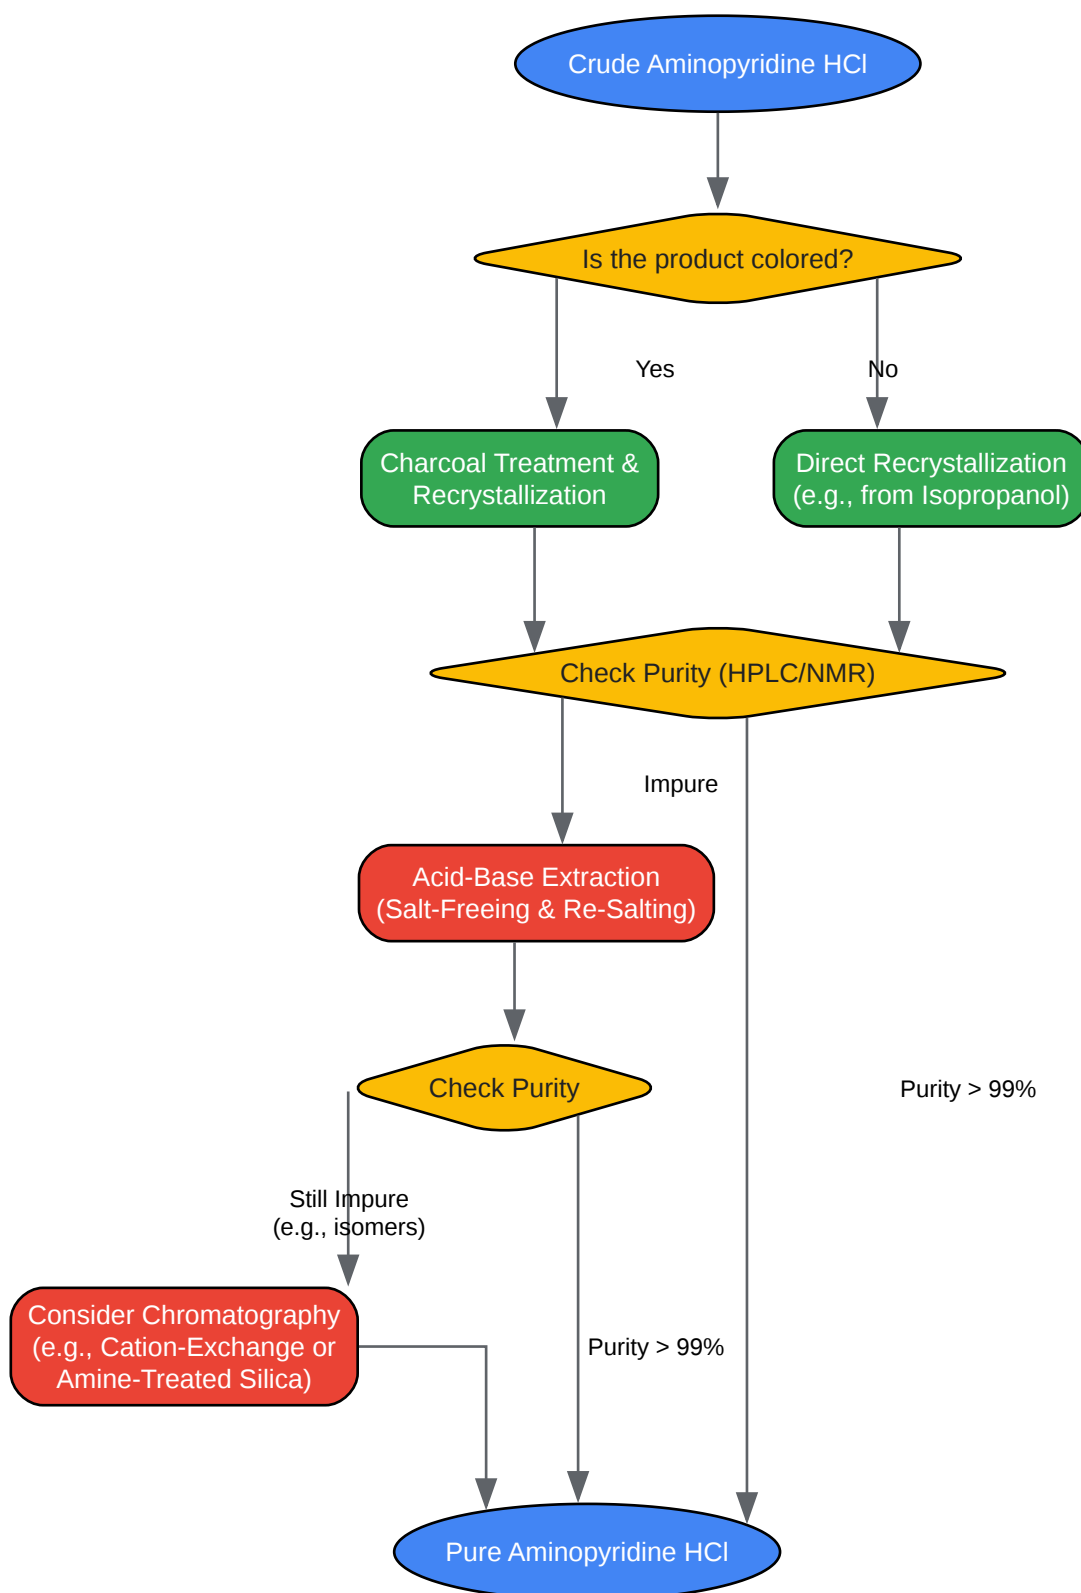 Crude Aminopyridine HCl
Is the product colored?
Yes
No
Charcoal Treatment &
Recrystallization
Direct Recrystallization
(e.g., from Isopropanol)
Check Purity (HPLC/NMR)
Impure
Acid-Base Extraction
(Salt-Freeing & Re-Salting)
Check Purity
Purity > 99%
Still Impure
(e.g., isomers)
Consider Chromatography
(e.g., Cation-Exchange or
Amine-Treated Silica)
Purity > 99%
Pure Aminopyridine HCl